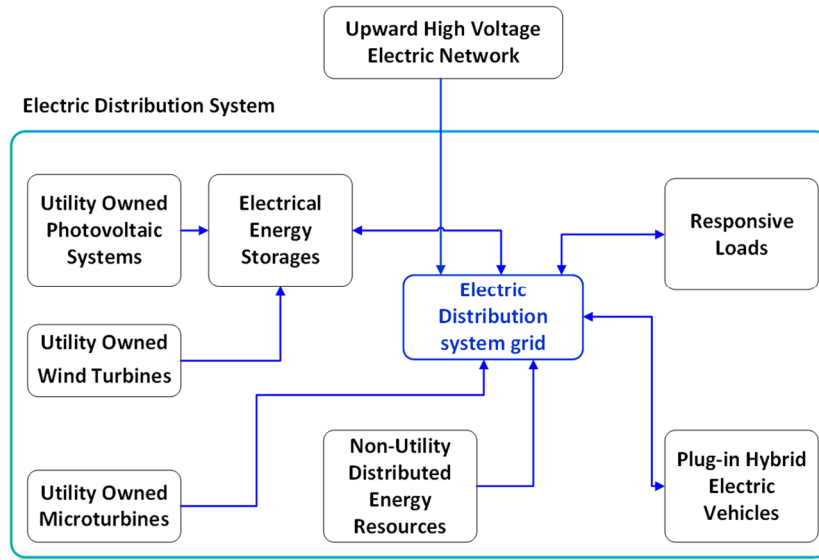 Upward High Voltage
Electric Network
Electric Distribution System
Utility Owned
Photovoltaic
Systems
Electrical
Energy
Storages
Responsive
Loads
Electric
Distribution
system grid
Utility Owned
Wind Turbines
Utility Owned
Microturbines
Non-Utility
Distributed
Energy
Resources
Plug-in Hybrid
Electric
Vehicles